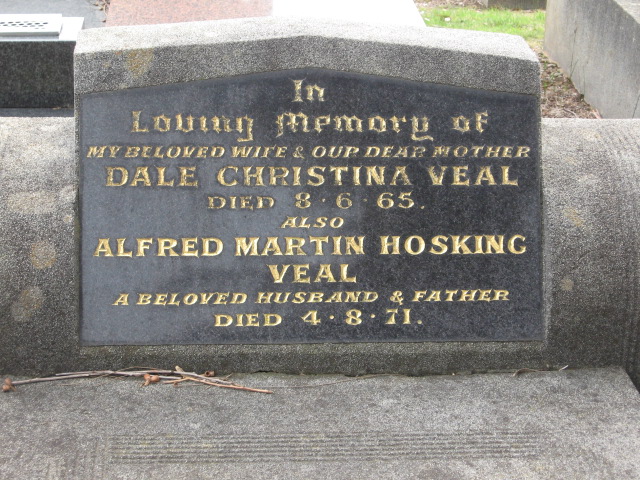 In
Loving Memory of
MY BELOVED WIFE & OUR DEAR MOTHER
DALE CHRISTINA VEAL
DIED 8·6·65.
ALSO
ALFRED MARTIN HOSKING
VEAL
A BELOVED HUSBAND & FATHER
DIED 4·8·71.